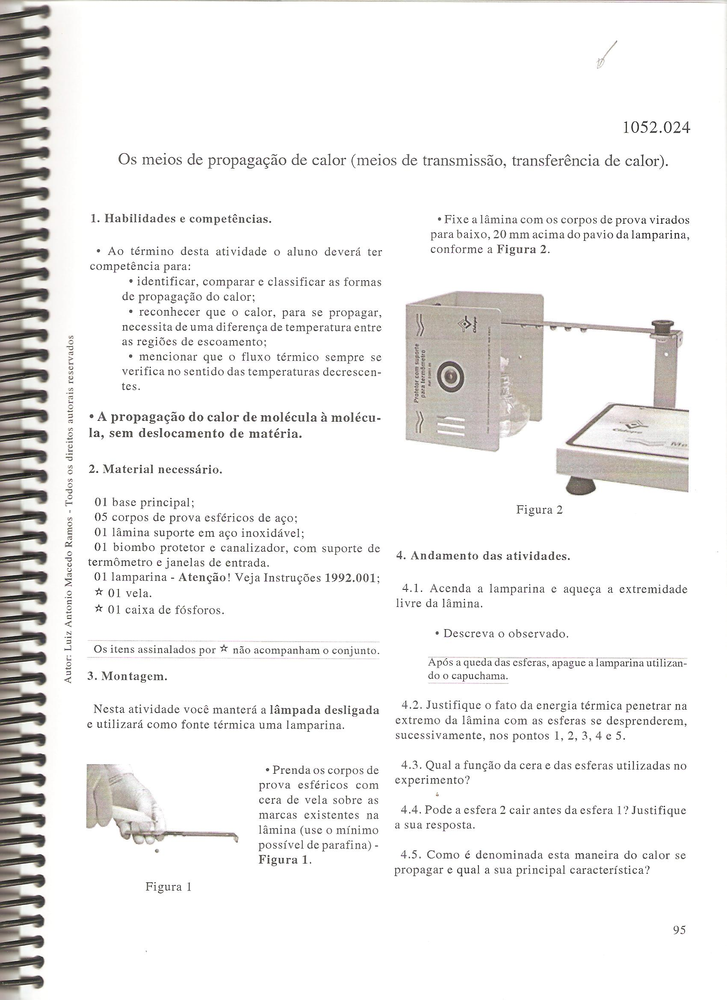 1052.024
Os meios de propagação de calor (meios de transmissão, transferência de calor).
1. Habilidades e competências.
• Ao término desta atividade o aluno deverá ter
competência para:
• identificar, comparar e classificar as formas
de propagação do calor;
• reconhecer que o calor, para se propagar,
necessita de uma diferença de temperatura entre
as regiões de escoamento;
• mencionar que o fluxo térmico sempre se
verifica no sentido das temperaturas decrescen-
tes.
• A propagação do calor de molécula à molécu-
la, sem deslocamento de matéria.
2. Material necessário.
01 base principal;
05 corpos de prova esféricos de aço;
01 lâmina suporte em aço inoxidável;
01 biombo protetor e canalizador, com suporte de
termômetro e janelas de entrada.
01 lamparina - Atenção! Veja Instruções 1992.001;
☆ 01 vela.
☆ 01 caixa de fósforos.
Os itens assinalados por ☆ não acompanham o conjunto.
3. Montagem.
Nesta atividade você manterá a lâmpada desligada
e utilizará como fonte térmica uma lamparina.
• Prenda os corpos de
prova esféricos com
cera de vela sobre as
marcas existentes na
lâmina (use o mínimo
possível de parafina) -
Figura 1.
Figura 1
• Fixe a lâmina com os corpos de prova virados
para baixo, 20 mm acima do pavio da lamparina,
conforme a Figura 2.
Protetor com suporte
para termômetro
Cidepe
Figura 2
4. Andamento das atividades.
4.1. Acenda a lamparina e aqueça a extremidade
livre da lâmina.
• Descreva o observado.
Após a queda das esferas, apague a lamparina utilizan-
do o capuchama.
4.2. Justifique o fato da energia térmica penetrar na
extremo da lâmina com as esferas se desprenderem,
sucessivamente, nos pontos 1, 2, 3, 4 e 5.
4.3. Qual a função da cera e das esferas utilizadas no
experimento?
4.4. Pode a esfera 2 cair antes da esfera 1? Justifique
a sua resposta.
4.5. Como é denominada esta maneira do calor se
propagar e qual a sua principal característica?
Autor: Luiz Antonio Macedo Ramos - Todos os direitos autorais reservados
95